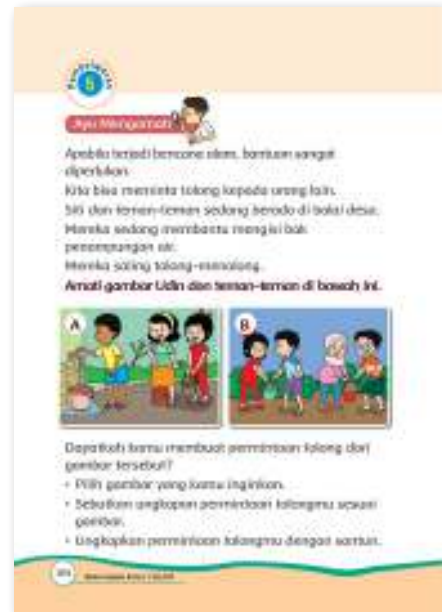 Pembelajaran
5
Ayo Mengamati
Apabila terjadi bencana alam, bantuan sangat
diperlukan.
Kita bisa meminta tolong kepada orang lain.
Siti dan teman-teman sedang berada di balai desa.
Mereka sedang membantu mengisi bak
penampungan air.
Mereka saling tolong-menolong.
Amati gambar Udin dan teman-teman di bawah ini.
A
B
Dapatkah kamu membuat permintaan tolong dari
gambar tersebut?
• Pilih gambar yang kamu inginkan.
• Sebutkan ungkapan permintaan tolongmu sesuai
gambar.
• Ungkapkan permintaan tolongmu dengan santun.